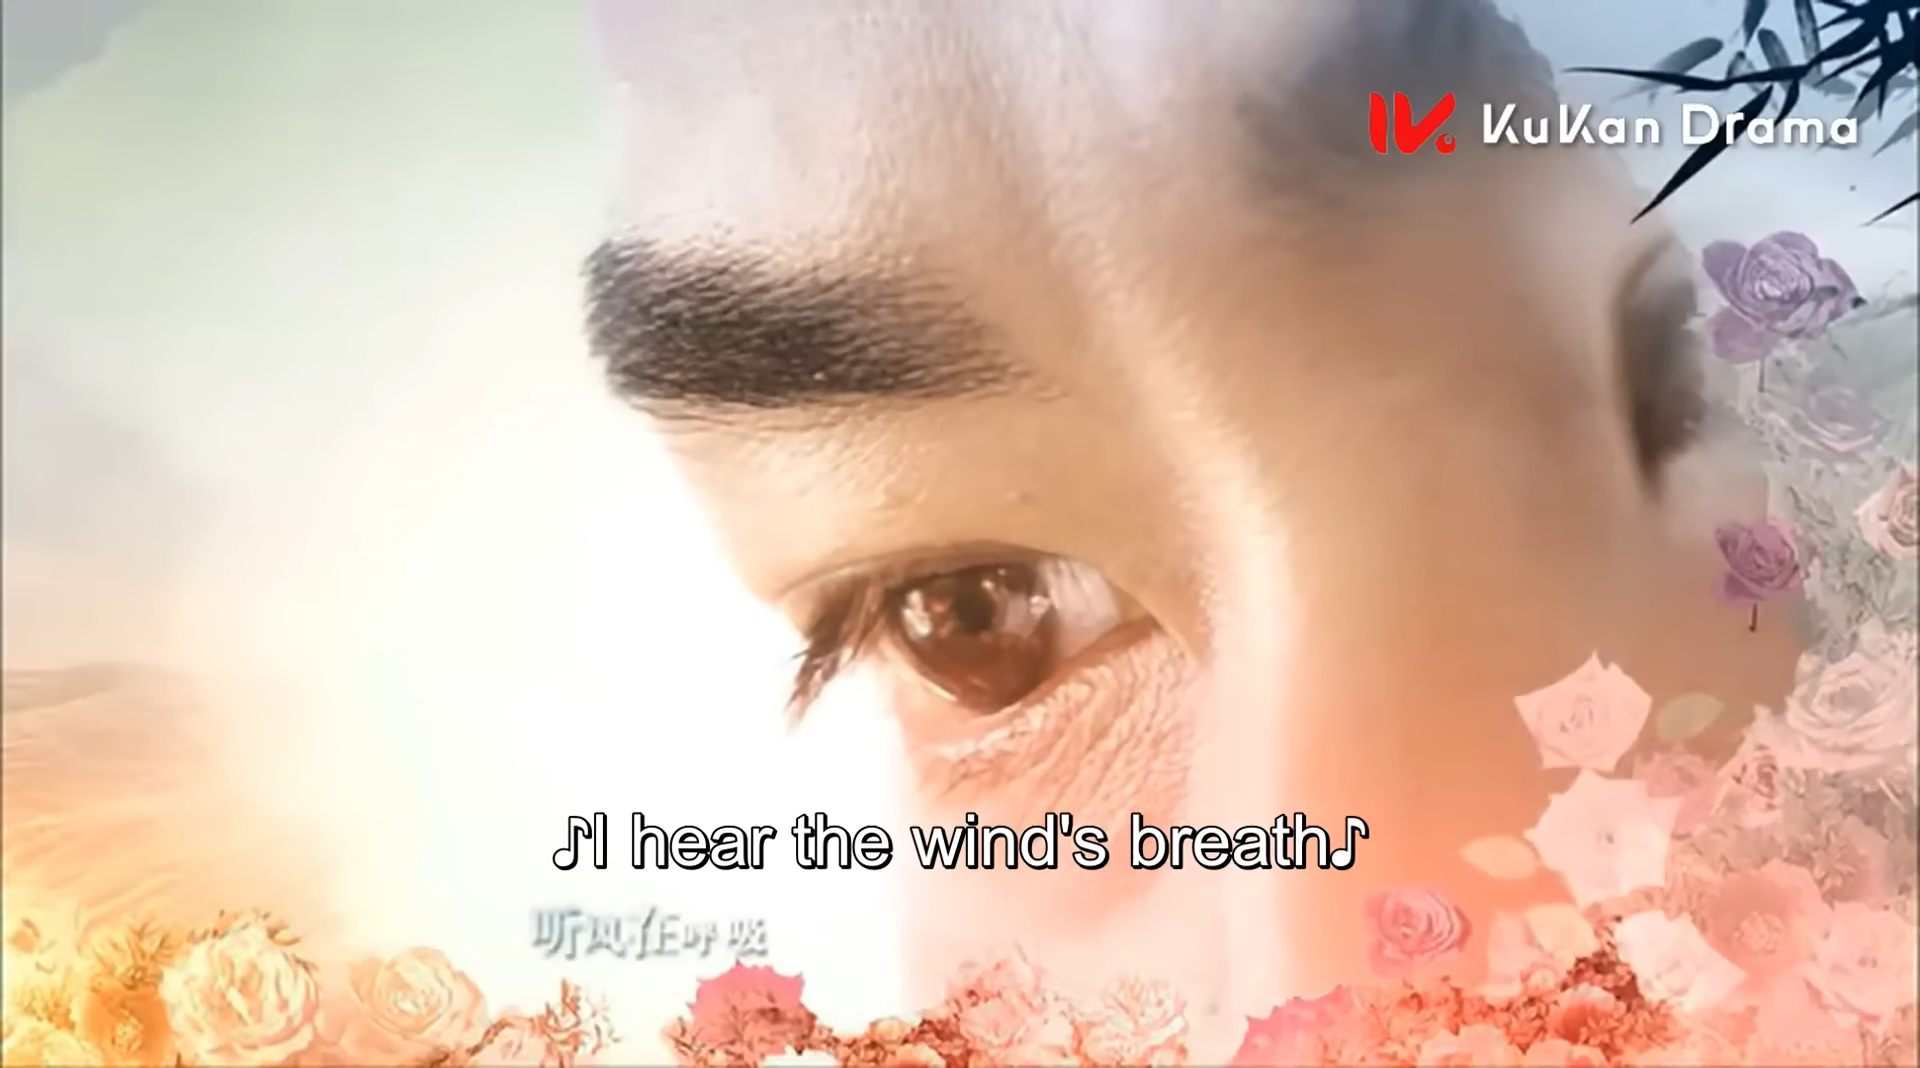 KuKan Drama
♪I hear the wind's breath♪
听风在呼吸